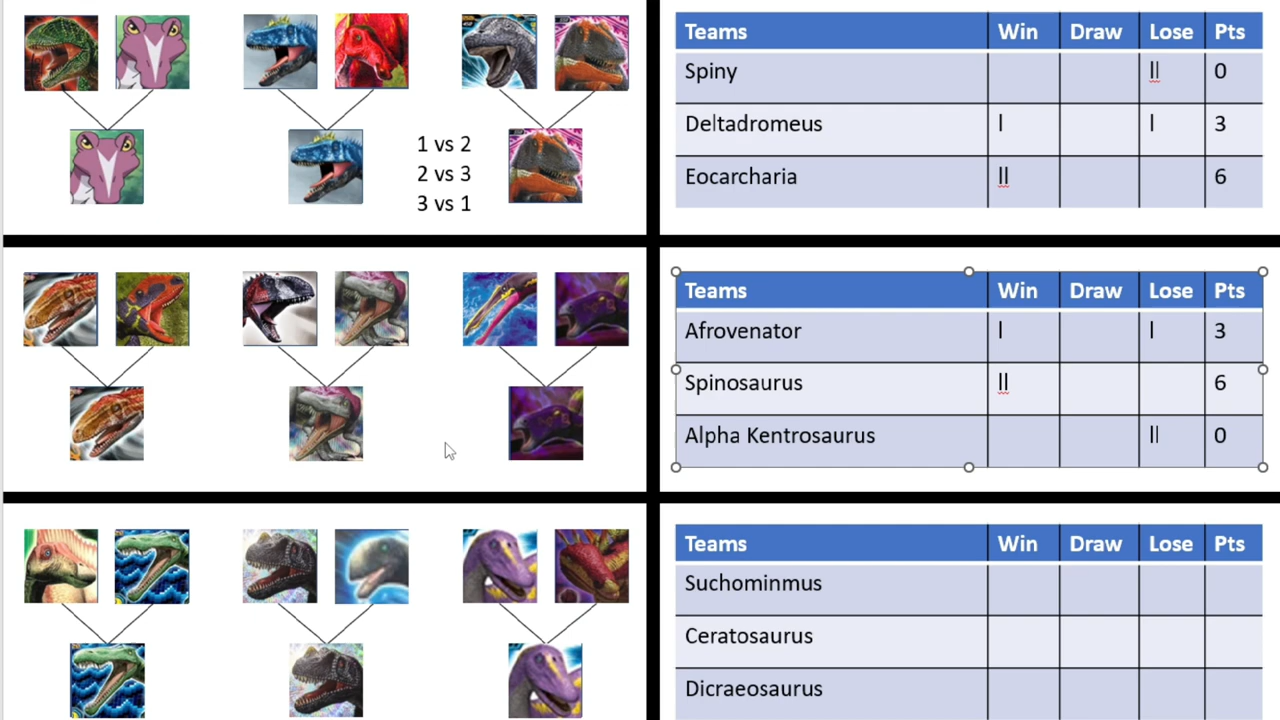 1 vs 2
2 vs 3
3 vs 1
Teams Win Draw Lose Pts
Spiny ll 0
Deltadromeus l l 3
Eocarcharia ll 6
Teams Win Draw Lose Pts
Afrovenator l l 3
Spinosaurus ll 6
Alpha Kentrosaurus ll 0
Teams Win Draw Lose Pts
Suchominmus
Ceratosaurus
Dicraeosaurus